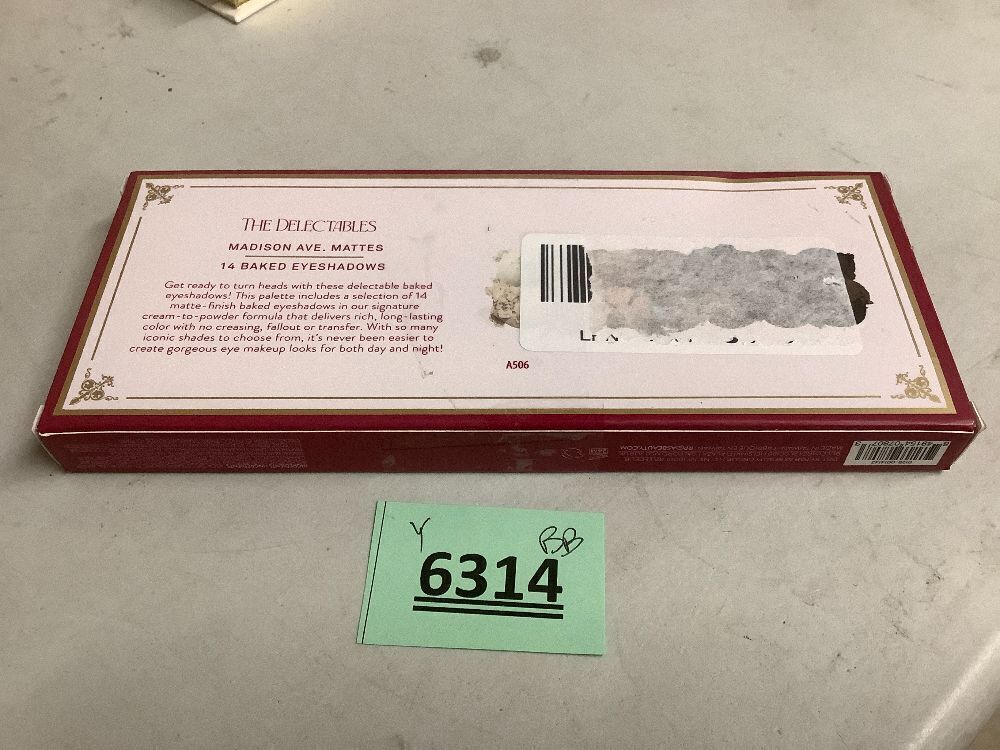 THE DELECTABLES
MADISON AVE. MATTES
14 BAKED EYESHADOWS
Get ready to turn heads with these delectable baked
eyeshadows! This palette includes a selection of 14
matte-finish baked eyeshadows in our signature
cream-to-powder formula that delivers rich, long-lasting
color with no creasing, fallout or transfer. With so many
iconic shades to choose from, it's never been easier to
create gorgeous eye makeup looks for both day and night!
A506
Y
BB
6314